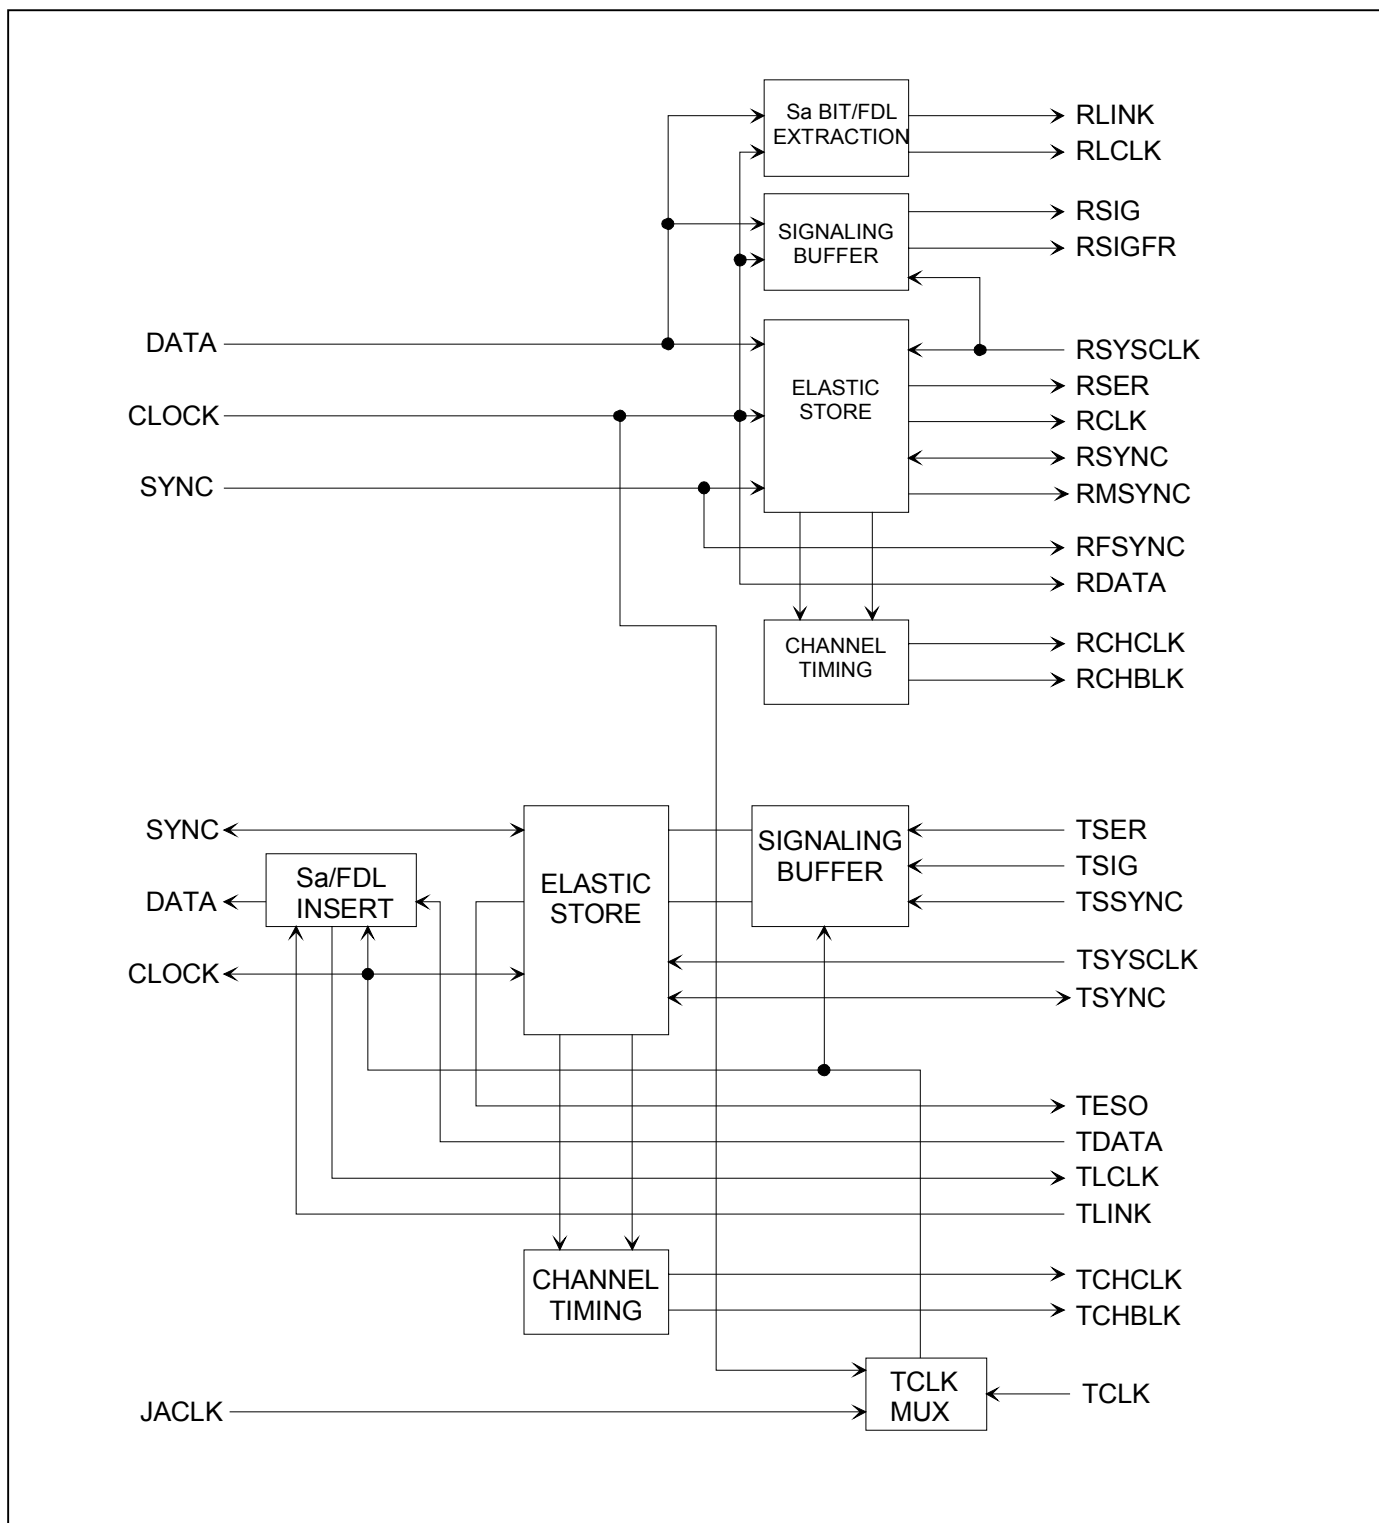 Sa BIT/FDL
EXTRACTION
RLINK
RLCLK
SIGNALING
BUFFER
RSIG
RSIGFR
DATA
CLOCK
SYNC
ELASTIC
STORE
RSYSCLK
RSER
RCLK
RSYNC
RMSYNC
RFSYNC
RDATA
CHANNEL
TIMING
RCHCLK
RCHBLK
SYNC
DATA
CLOCK
Sa/FDL
INSERT
ELASTIC
STORE
SIGNALING
BUFFER
TSER
TSIG
TSSYNC
TSYSCLK
TSYNC
TESO
TDATA
TLCLK
TLINK
CHANNEL
TIMING
TCHCLK
TCHBLK
JACLK
TCLK
MUX
TCLK